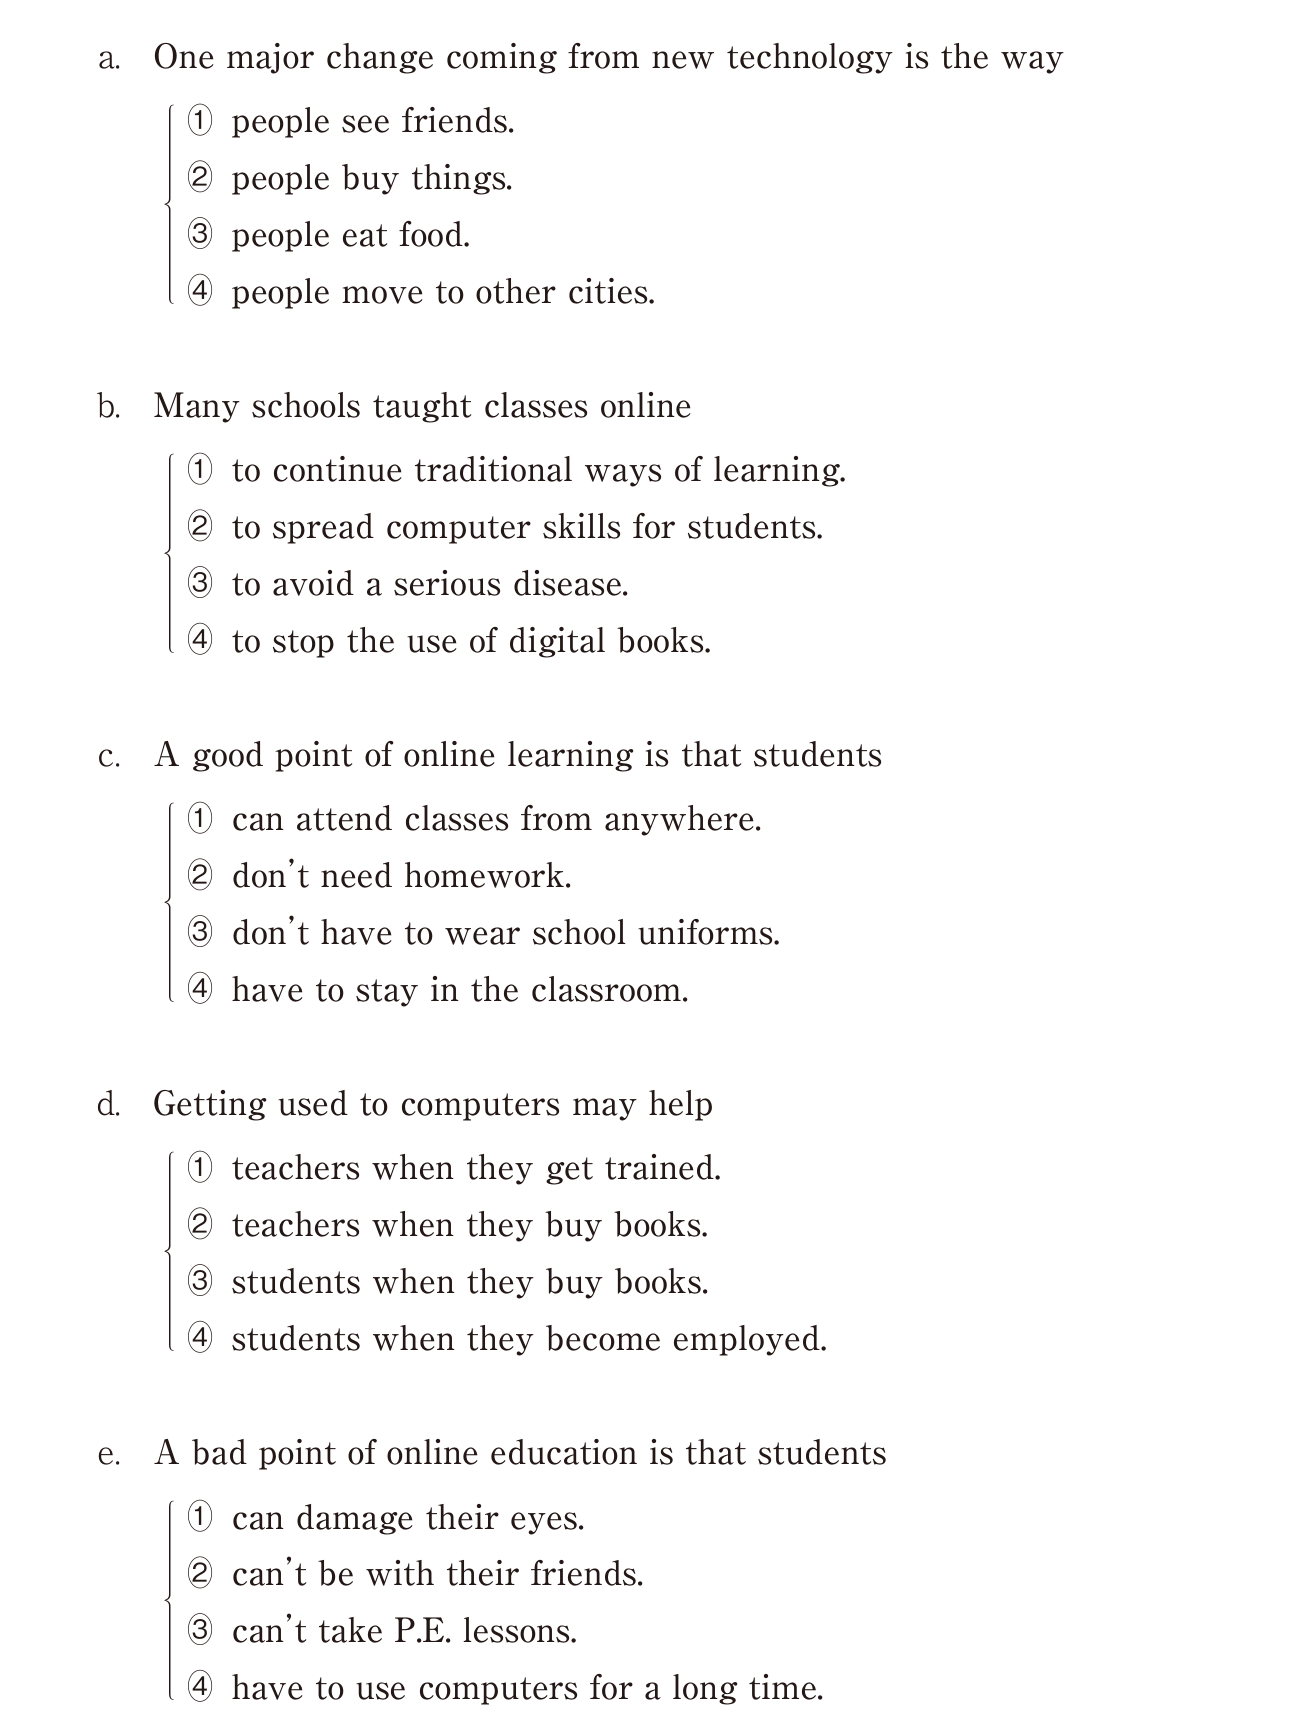 a. One major change coming from new technology is the way
① people see friends.
② people buy things.
③ people eat food.
④ people move to other cities.
b. Many schools taught classes online
① to continue traditional ways of learning.
② to spread computer skills for students.
③ to avoid a serious disease.
④ to stop the use of digital books.
c. A good point of online learning is that students
① can attend classes from anywhere.
② don't need homework.
③ don't have to wear school uniforms.
④ have to stay in the classroom.
d. Getting used to computers may help
① teachers when they get trained.
② teachers when they buy books.
③ students when they buy books.
④ students when they become employed.
e. A bad point of online education is that students
① can damage their eyes.
② can't be with their friends.
③ can't take P.E. lessons.
④ have to use computers for a long time.